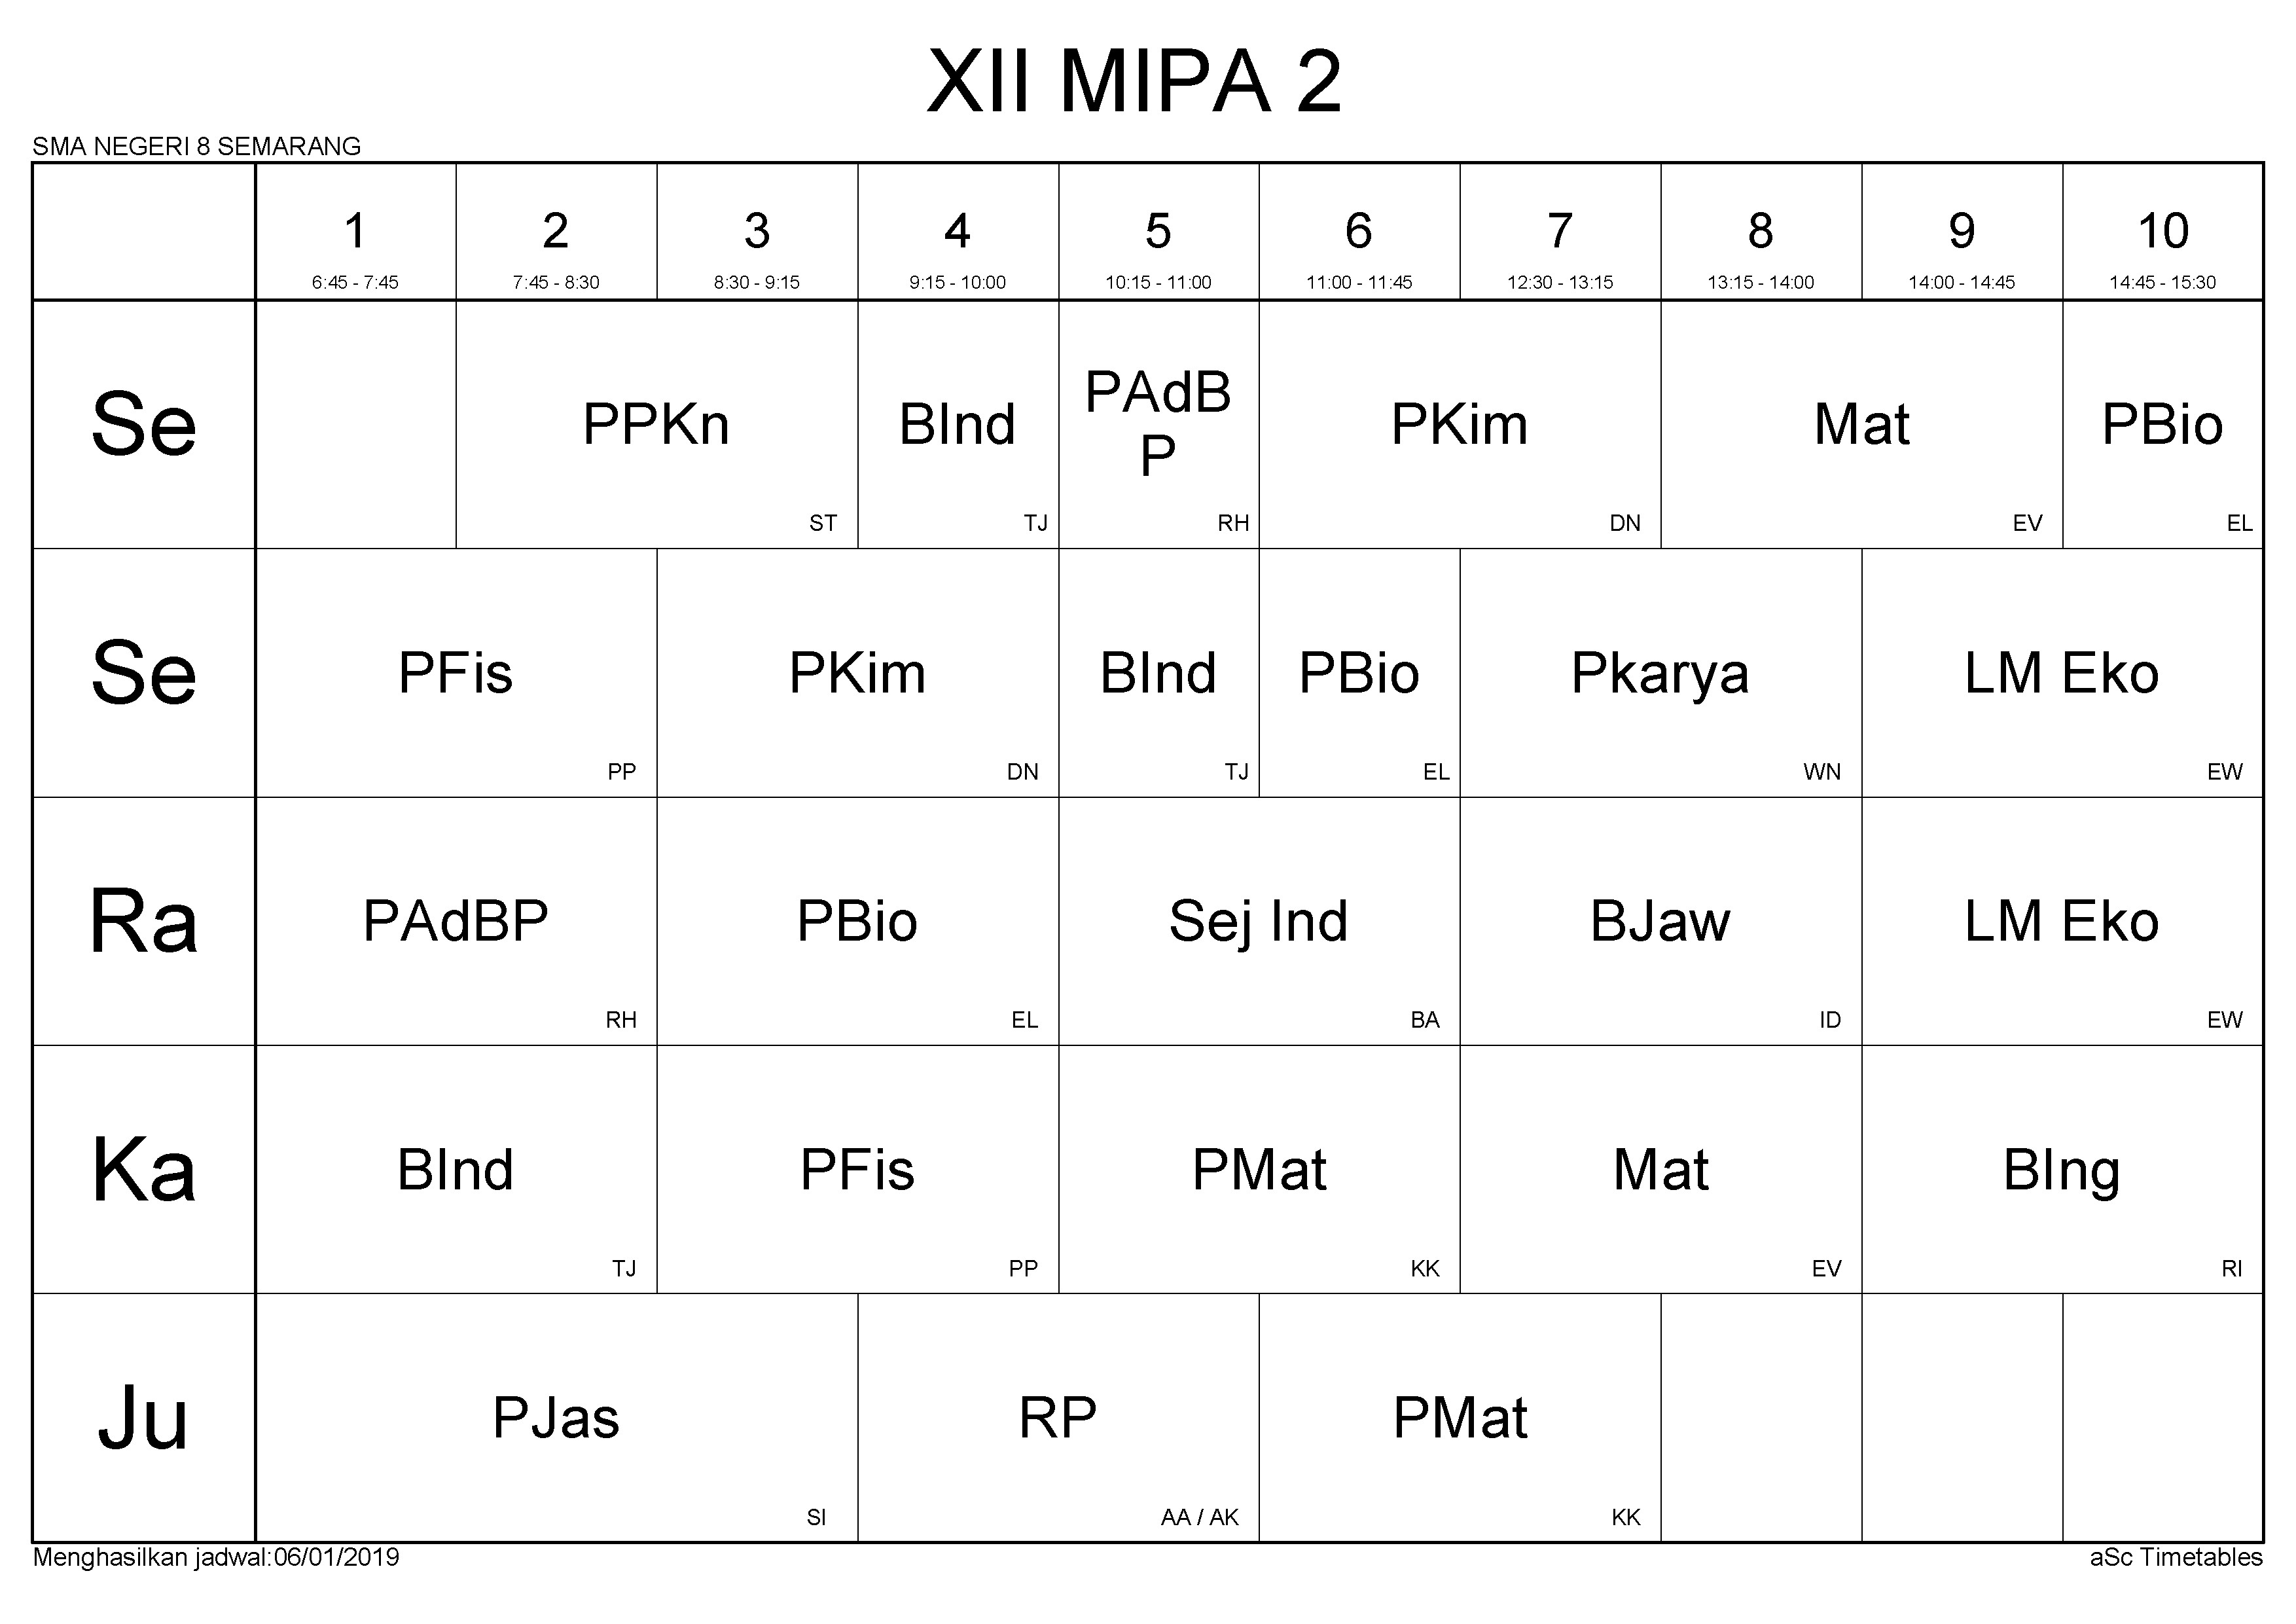 XII MIPA 2
SMA NEGERI 8 SEMARANG
1 2 3 4 5 6 7 8 9 10
6:45 - 7:45 7:45 - 8:30 8:30 - 9:15 9:15 - 10:00 10:15 - 11:00 11:00 - 11:45 12:30 - 13:15 13:15 - 14:00 14:00 - 14:45 14:45 - 15:30
Se PPKn BInd PAdB PKim Mat PBio
P
ST TJ RH DN EV EL
Se PFis PKim BInd PBio Pkarya LM Eko
PP DN TJ EL WN EW
Ra PAdBP PBio Sej Ind BJaw LM Eko
RH EL BA ID EW
Ka BInd PFis PMat Mat BIng
TJ PP KK EV RI
Ju PJas RP PMat
SI AA / AK KK
Menghasilkan jadwal:06/01/2019 aSc Timetables